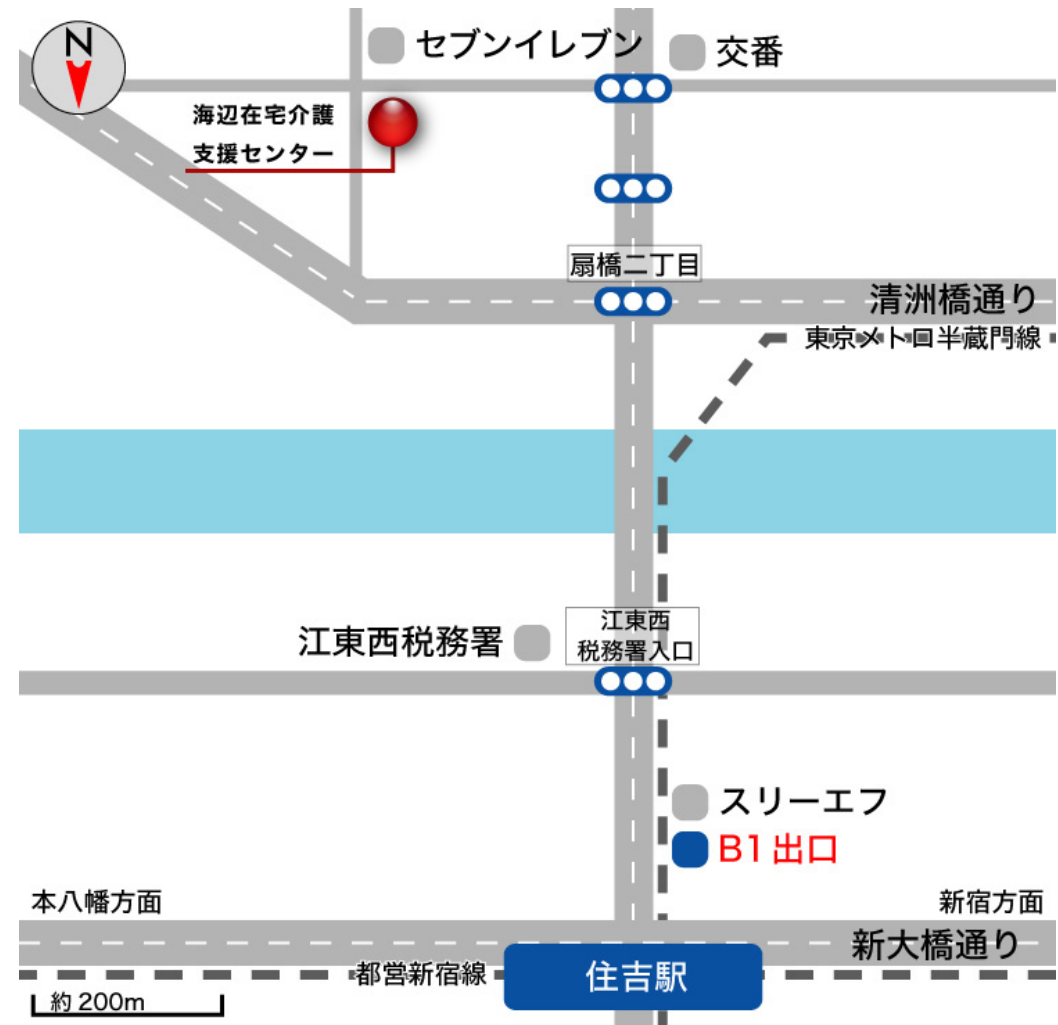 N
セブンイレブン
交番
海辺在宅介護
支援センター
扇橋二丁目
清洲橋通り
東京メトロ半蔵門線
江東西税務署
江東西
税務署入口
スリーエフ
B1出口
本八幡方面
新宿方面
新大橋通り
都営新宿線
住吉駅
約200m